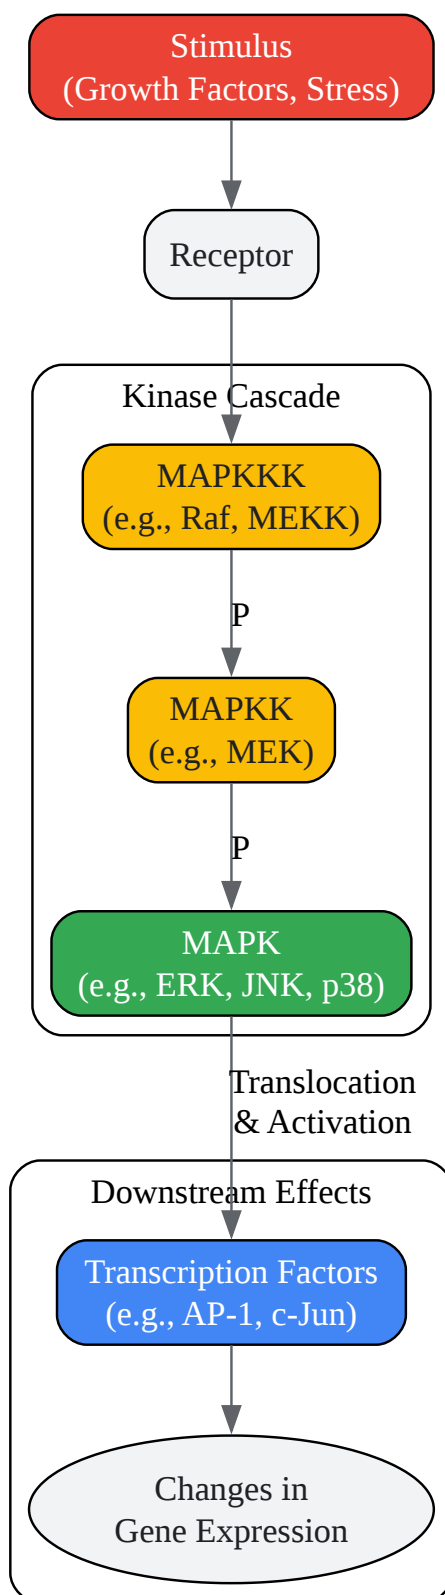 Stimulus
(Growth Factors, Stress)
Receptor
Kinase Cascade
MAPKKK
(e.g., Raf, MEKK)
P
MAPKK
(e.g., MEK)
P
MAPK
(e.g., ERK, JNK, p38)
Translocation
& Activation
Downstream Effects
Transcription Factors
(e.g., AP-1, c-Jun)
Changes in
Gene Expression